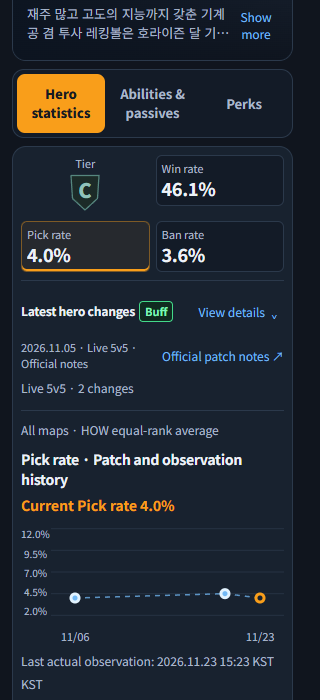 재주 많고 고도의 지능까지 갖춘 기계
공 겸 투사 레킹볼은 호라이즌 달 기…
Show
more
Hero
statistics
Abilities &
passives
Perks
Tier
C
Win rate
46.1%
Pick rate
4.0%
Ban rate
3.6%
Latest hero changes
Buff
View details ⌄
2026.11.05 · Live 5v5 ·
Official notes
Official patch notes ↗
Live 5v5 · 2 changes
All maps · HOW equal-rank average
Pick rate · Patch and observation
history
Current Pick rate 4.0%
12.0%
9.5%
7.0%
4.5%
2.0%
11/06
11/23
Last actual observation: 2026.11.23 15:23 KST
KST